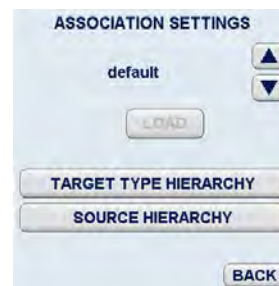 ASSOCIATION SETTINGS
default
LOAD
TARGET TYPE HIERARCHY
SOURCE HIERARCHY
BACK